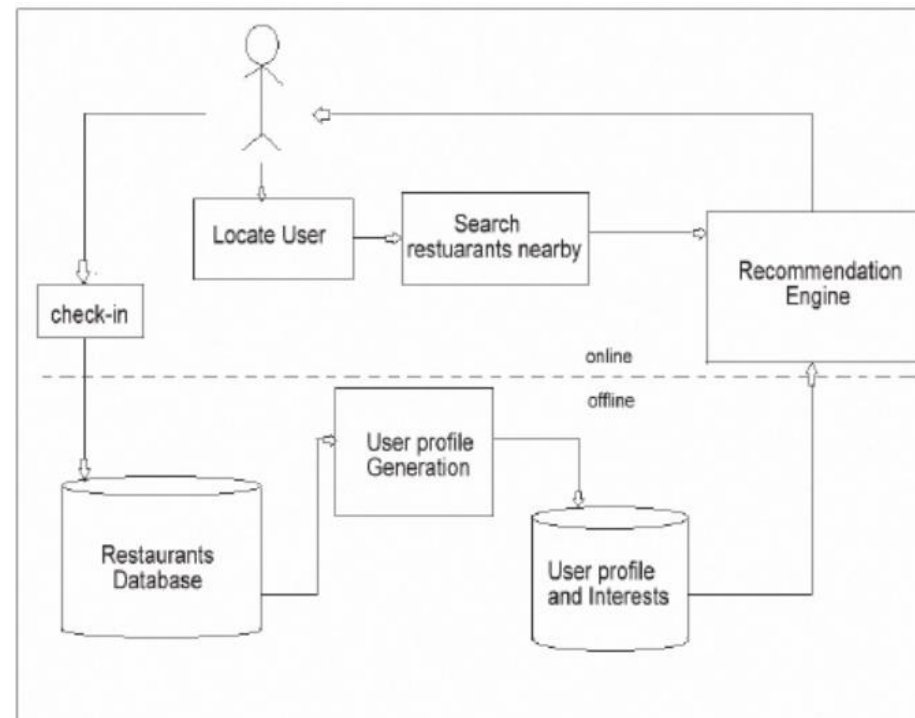 Locate User
Search
restuarants nearby
Recommendation
Engine
check-in
online
offline
User profile
Generation
Restaurants
Database
User profile
and Interests